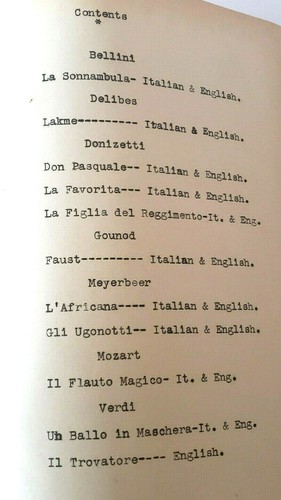 Contents
*
Bellini
La Sonnambula- Italian & English.
Delibes
Lakme--------- Italian & English.
Donizetti
Don Pasquale-- Italian & English.
La Favorita--- Italian & English.
La Figlia del Reggimento-It. & Eng.
Gounod
Faust--------- Italian & English.
Meyerbeer
L'Africana---- Italian & English.
Gli Ugonotti-- Italian & English.
Mozart
Il Flauto Magico- It. & Eng.
Verdi
Un Ballo in Maschera-It. & Eng.
Il Trovatore---- English.